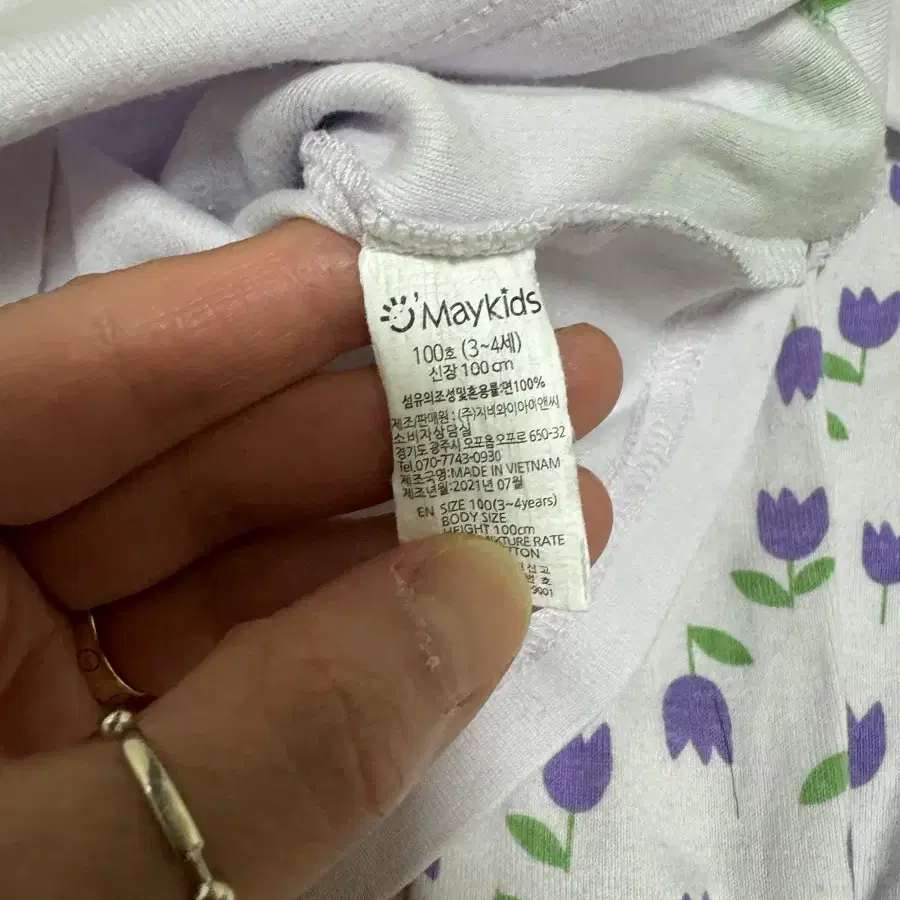 Maykids
100호 (3~4세)
신장 100cm
섬유의조성및혼용률:면100%
제조/판매원 : (주)지비와이아이앤씨
소비자상담실
경기도 광주시 오포읍 오포로 650-32
Tel.070-7743-0930
제조국명:MADE IN VIETNAM
제조년월:2021년 07월
EN SIZE 100(3~4years)
BODY SIZE
HEIGHT 100cm
RATE
9001